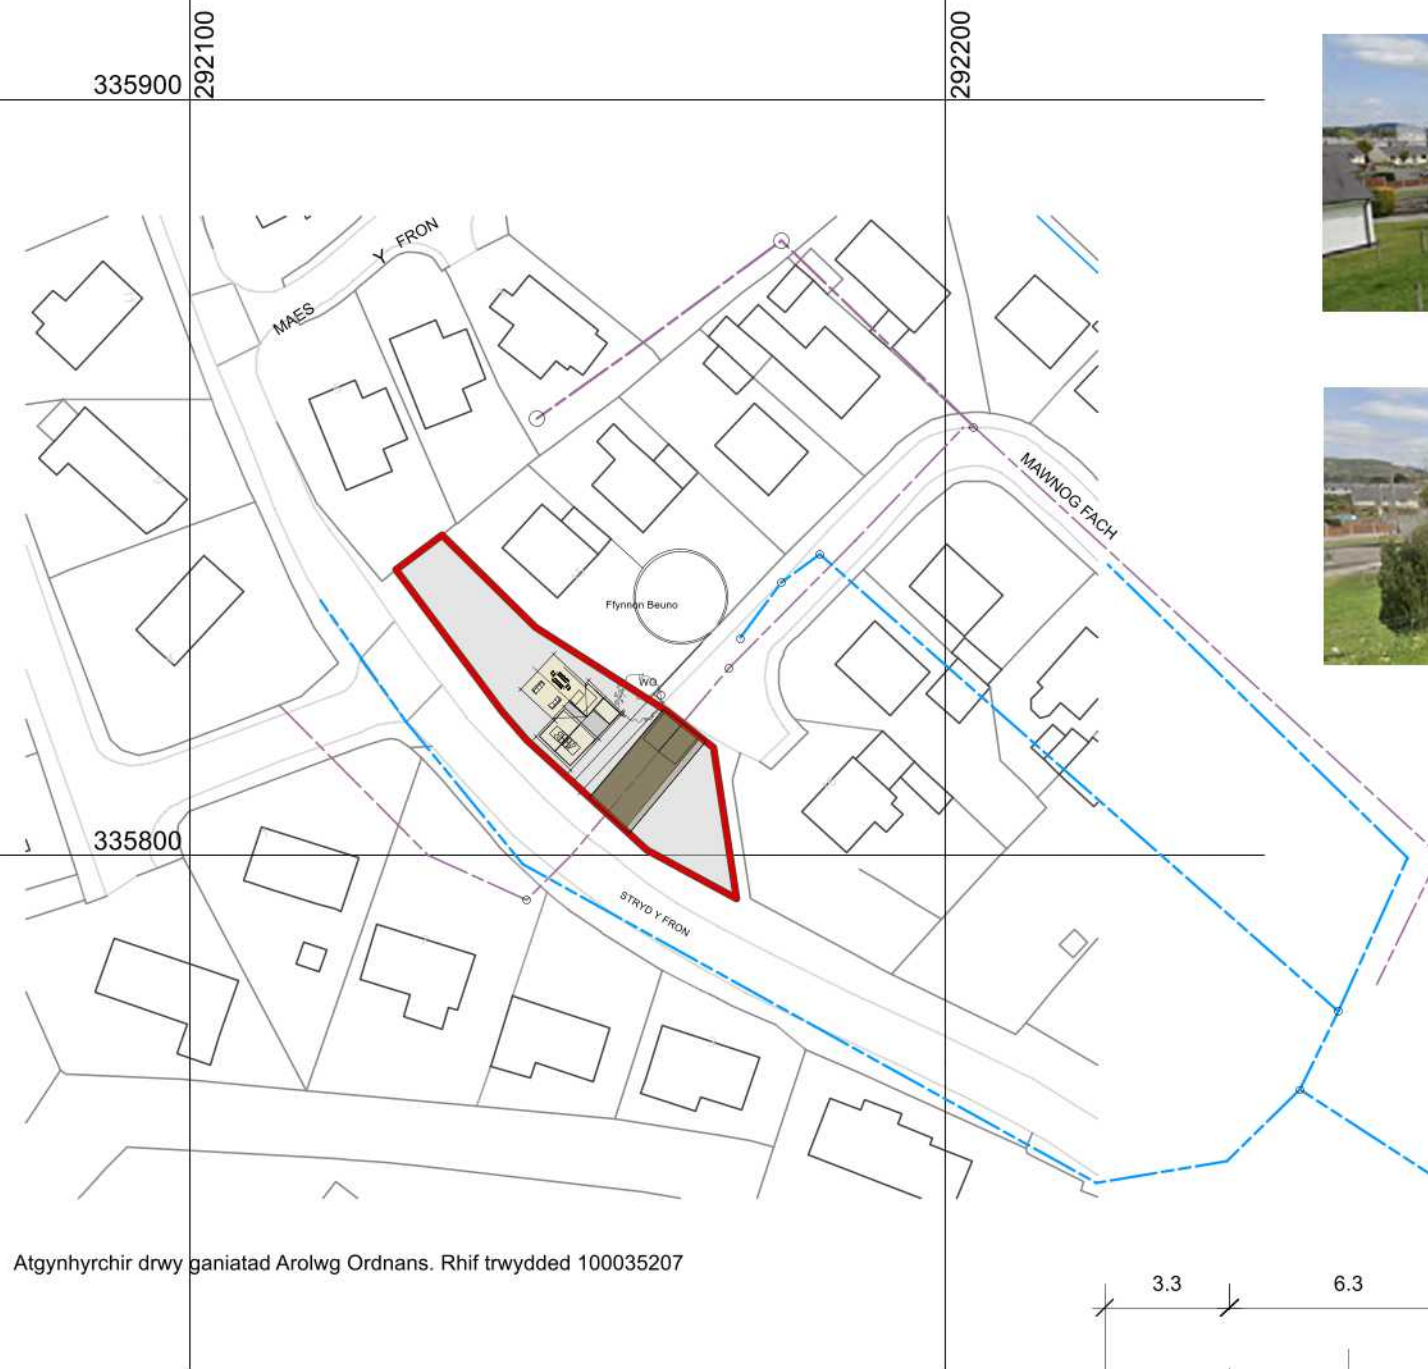 292100
292200
335900
MAES Y FRON
MAWNOG FACH
Ffynnon Beuno
WO
335800
STRYD Y FRON
Atgynhyrchir drwy ganiatad Arolwg Ordnans. Rhif trwydded 100035207
3.3
6.3